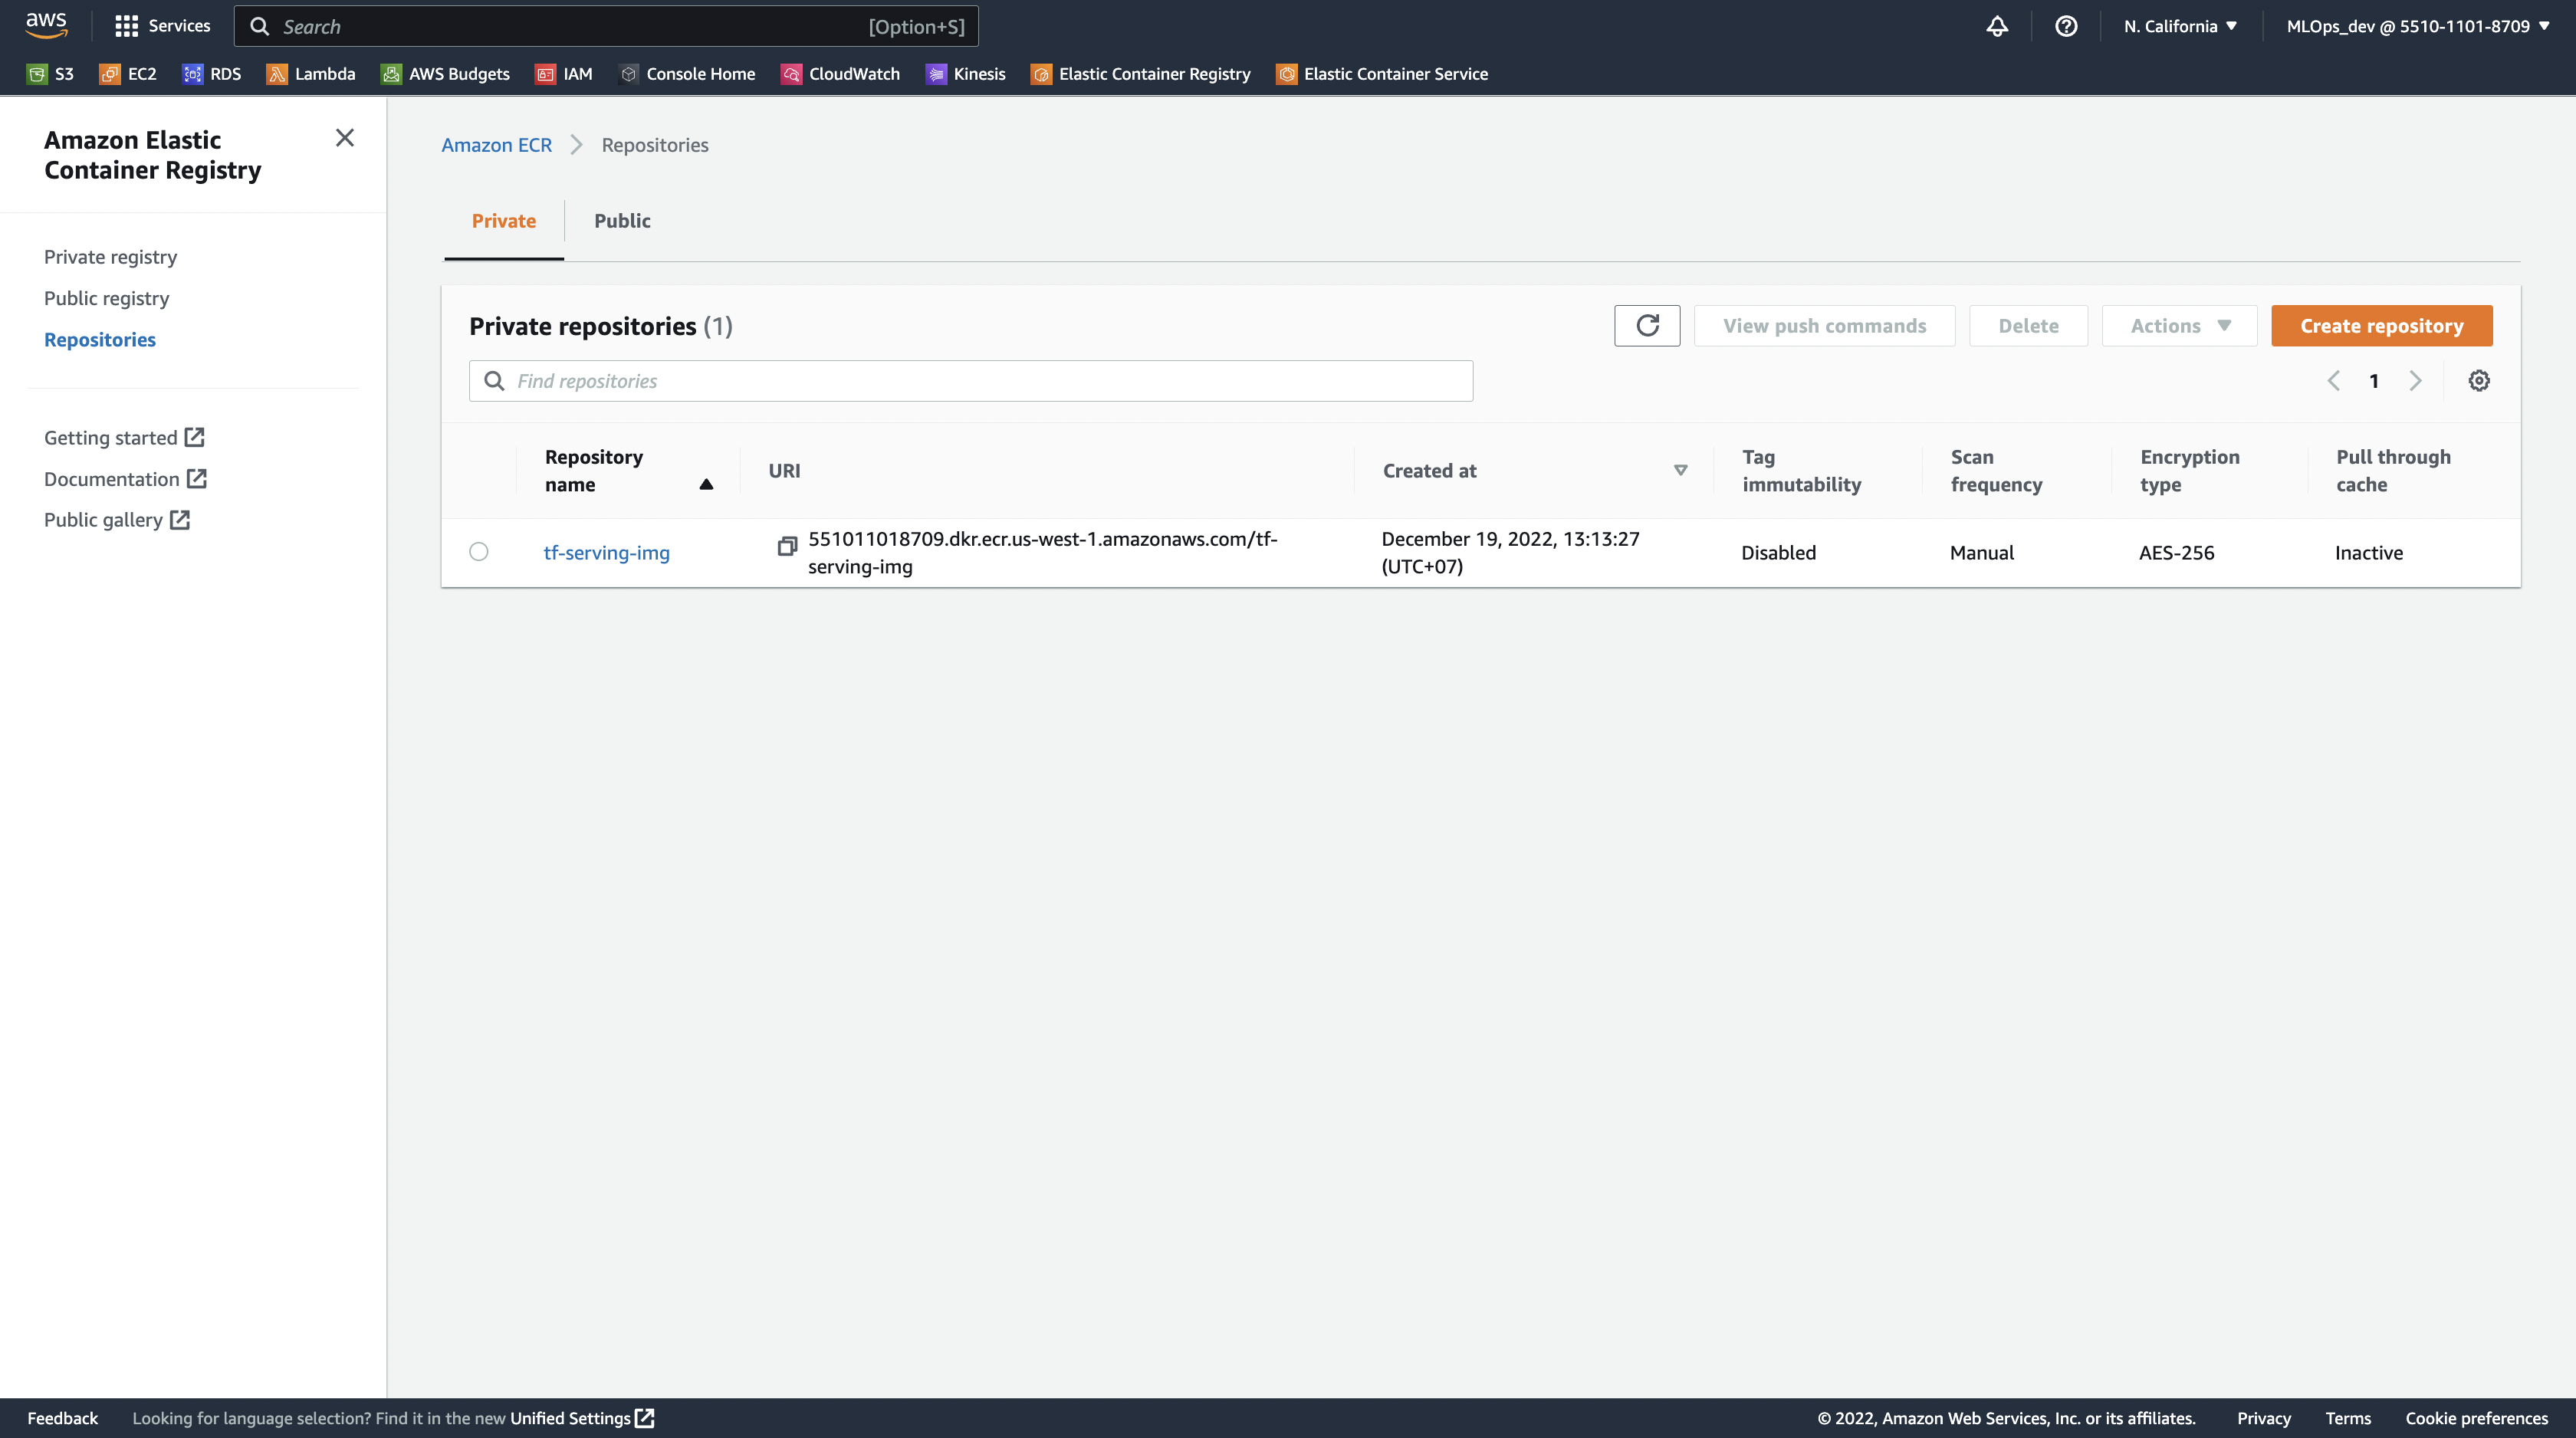 aws
Services
Search
[Option+S]
N. California
MLOps_dev @ 5510-1101-8709
S3
EC2
RDS
Lambda
AWS Budgets
IAM
Console Home
CloudWatch
Kinesis
Elastic Container Registry
Elastic Container Service
Amazon Elastic
Container Registry
Private registry
Public registry
Repositories
Getting started
Documentation
Public gallery
Amazon ECR
Repositories
Private
Public
Private repositories (1)
View push commands
Delete
Actions
Create repository
Find repositories
1
Repository
name
URI
Created at
Tag
immutability
Scan
frequency
Encryption
type
Pull through
cache
tf-serving-img
551011018709.dkr.ecr.us-west-1.amazonaws.com/tf-
serving-img
December 19, 2022, 13:13:27
(UTC+07)
Disabled
Manual
AES-256
Inactive
Feedback
Looking for language selection? Find it in the new Unified Settings
© 2022, Amazon Web Services, Inc. or its affiliates.
Privacy
Terms
Cookie preferences